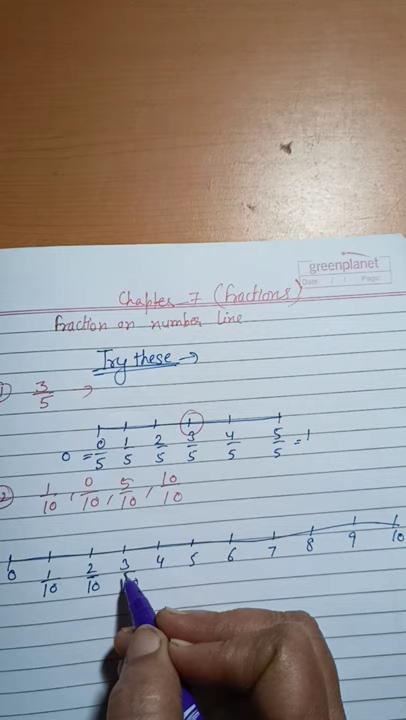 greenplanet
Date / / Page
Chapter-7 (fractions)
fraction on number line
Try these →
1) 3/5 →
0 = 0/5 1/5 2/5 3/5 4/5 5/5 = 1
2) 1/10, 0/10, 5/10, 10/10
0 1/10 2/10 3 4 5 6 7 8 9 10